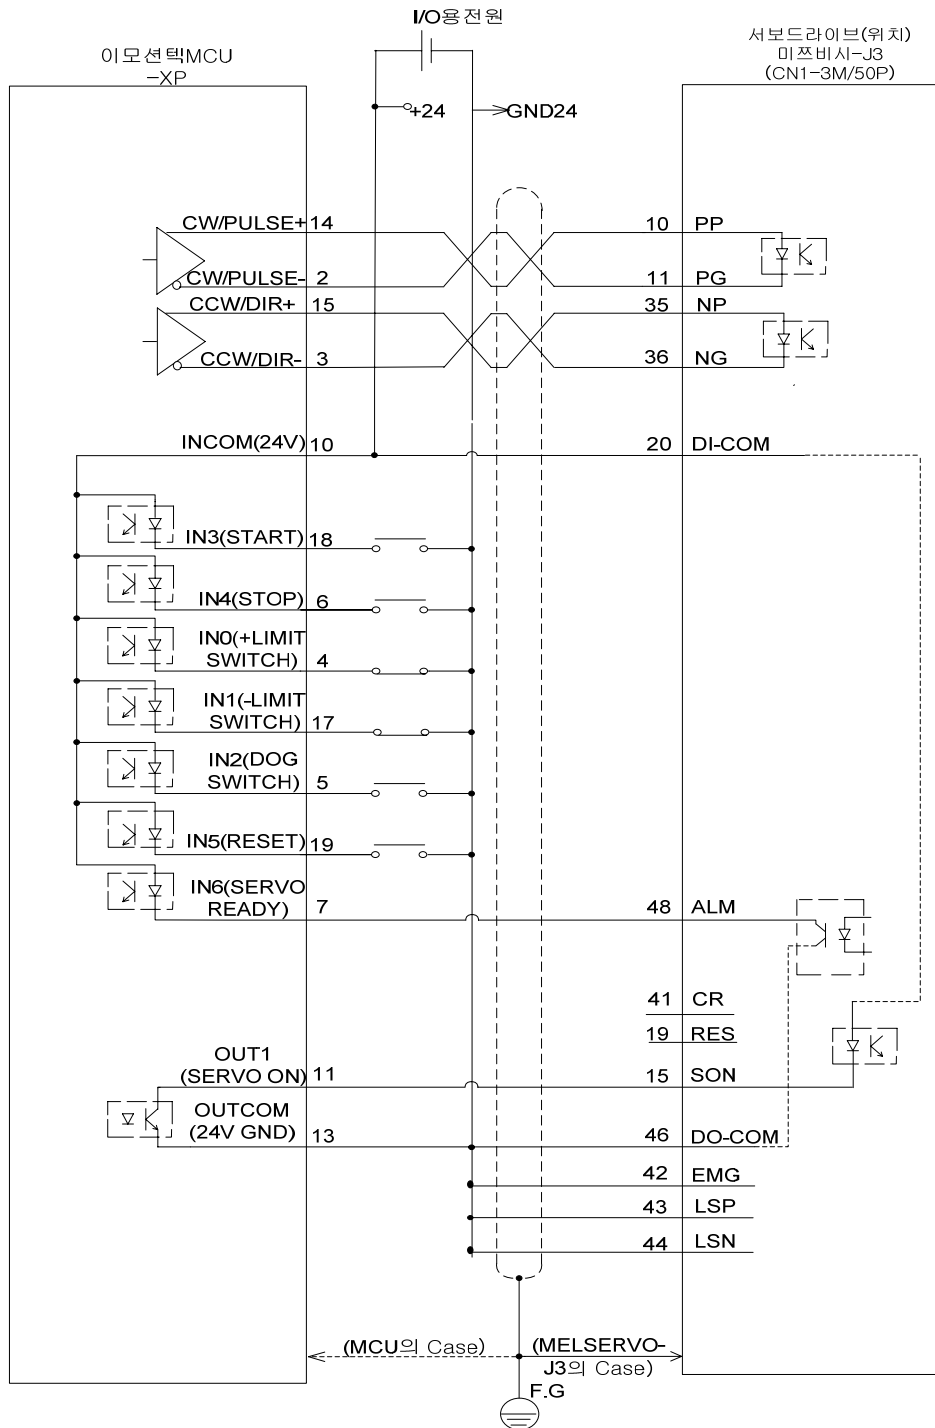 I/O용전원
이모션텍MCU
-XP
서보드라이브(위치)
미쯔비시-J3
(CN1-3M/50P)
+24
GND24
CW/PULSE+ 14
10 PP
CW/PULSE- 2
11 PG
CCW/DIR+ 15
35 NP
CCW/DIR- 3
36 NG
INCOM(24V) 10
20 DI-COM
IN3(START) 18
IN4(STOP) 6
IN0(+LIMIT
SWITCH) 4
IN1(-LIMIT
SWITCH) 17
IN2(DOG
SWITCH) 5
IN5(RESET) 19
IN6(SERVO
READY) 7
48 ALM
41 CR
19 RES
OUT1
(SERVO ON) 11
15 SON
OUTCOM
(24V GND) 13
46 DO-COM
42 EMG
43 LSP
44 LSN
(MCU의 Case)
(MELSERVO-
J3의 Case)
F.G